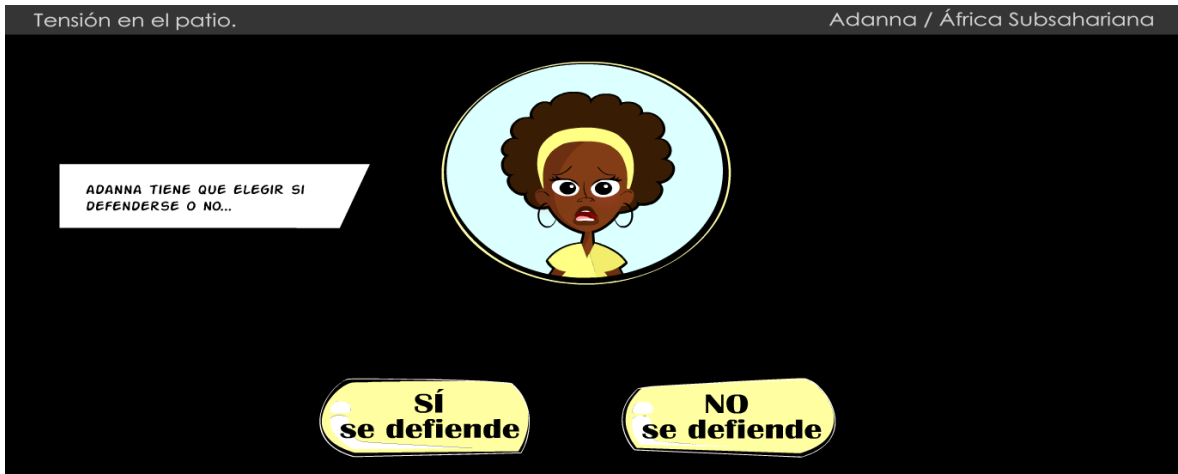 Tensión en el patio.
Adanna / África Subsahariana
ADANNA TIENE QUE ELEGIR SI
DEFENDERSE O NO...
SÍ
se defiende
NO
se defiende